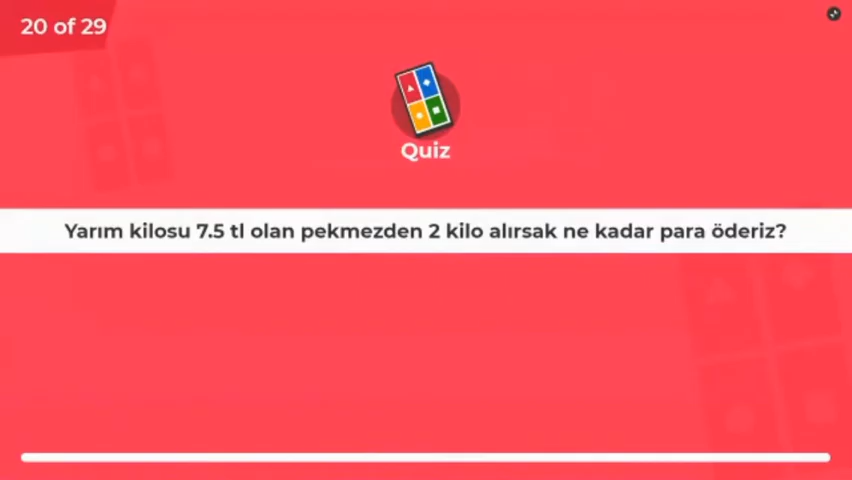 20 of 29
Quiz
Yarım kilosu 7.5 tl olan pekmezden 2 kilo alırsak ne kadar para öderiz?